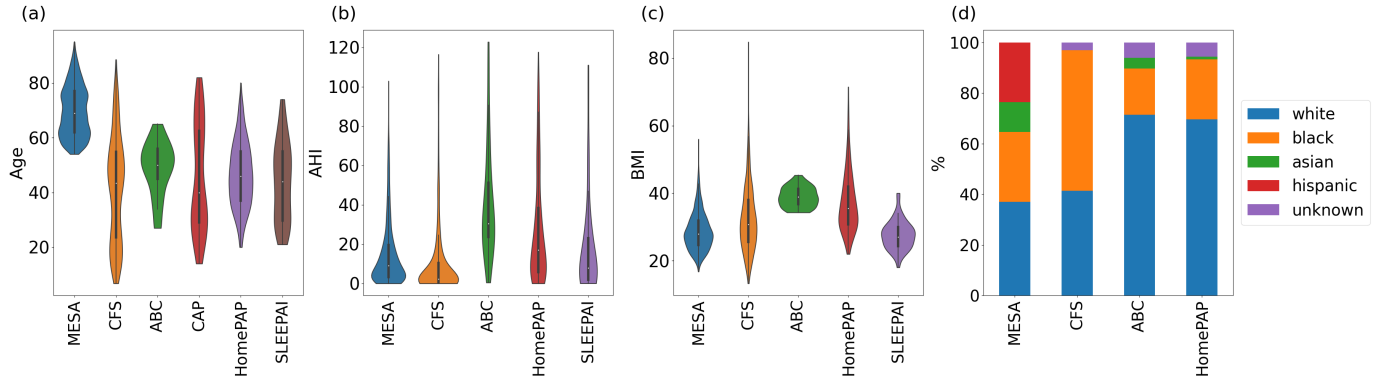 (a)
Age
80
60
40
20
MESA
CFS
ABC
CAP
HomePAP
SLEEPAI
(b)
AHI
120
100
80
60
40
20
0
MESA
CFS
ABC
HomePAP
SLEEPAI
(c)
BMI
80
60
40
20
MESA
CFS
ABC
HomePAP
SLEEPAI
(d)
%
100
80
60
40
20
0
MESA
CFS
ABC
HomePAP
white
black
asian
hispanic
unknown